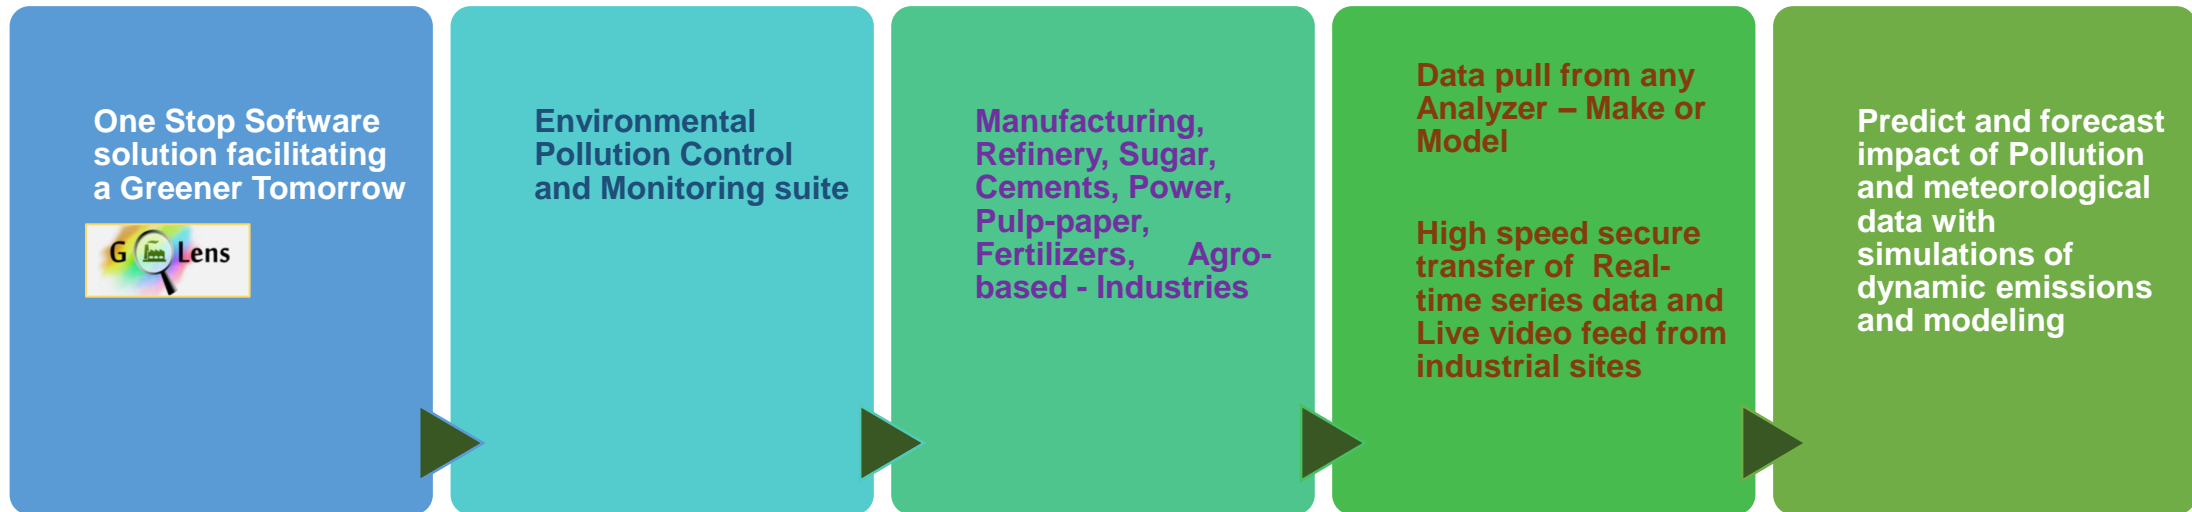 One Stop Software
solution facilitating
a Greener Tomorrow
G Lens
Environmental
Pollution Control
and Monitoring suite
Manufacturing,
Refinery, Sugar,
Cements, Power,
Pulp-paper,
Fertilizers, Agro-
based - Industries
Data pull from any
Analyzer – Make or
Model
High speed secure
transfer of Real-
time series data and
Live video feed from
industrial sites
Predict and forecast
impact of Pollution
and meteorological
data with
simulations of
dynamic emissions
and modeling